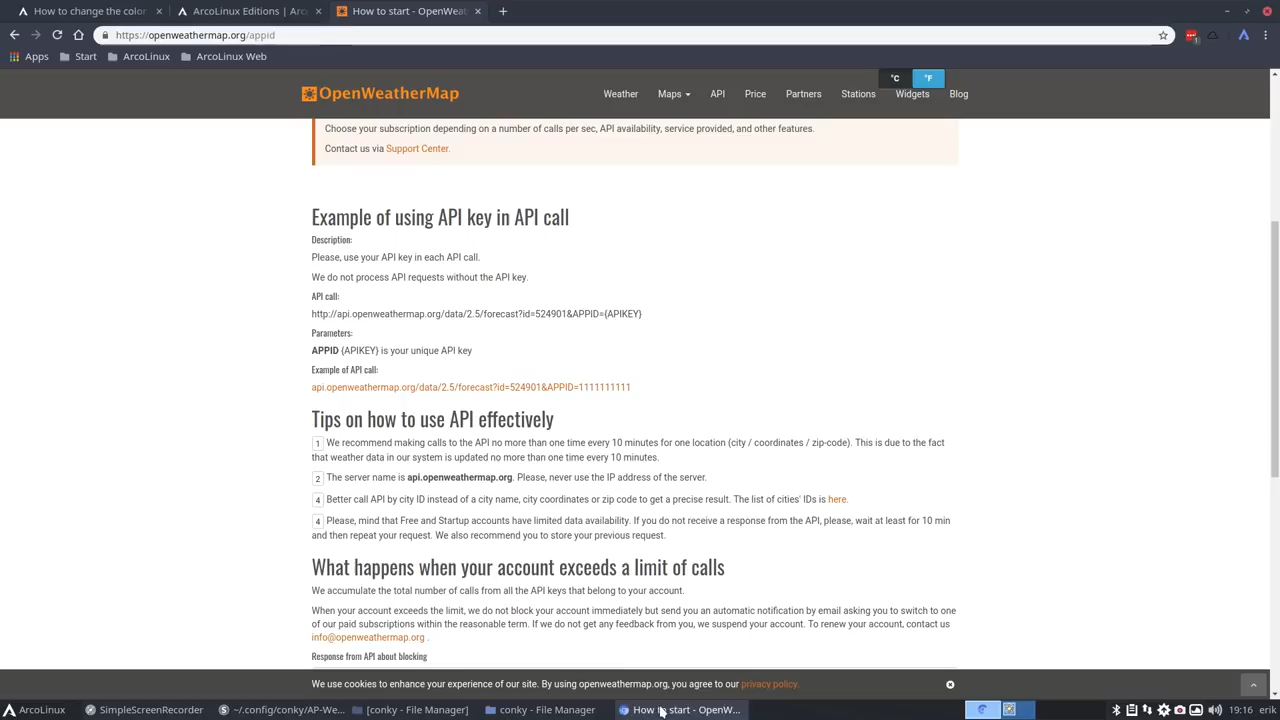 How to change the color
ArcoLinux Editions | Arco
How to start - OpenWeat
https://openweathermap.org/appid
1
Apps
Start
ArcoLinux
ArcoLinux Web
OpenWeatherMap
Weather
Maps
API
Price
Partners
Stations
Widgets
Blog
°C
°F
Choose your subscription depending on a number of calls per sec, API availability, service provided, and other features.
Contact us via Support Center.
Example of using API key in API call
Description:
Please, use your API key in each API call.
We do not process API requests without the API key.
API call:
http://api.openweathermap.org/data/2.5/forecast?id=524901&APPID={APIKEY}
Parameters:
APPID {APIKEY} is your unique API key
Example of API call:
api.openweathermap.org/data/2.5/forecast?id=524901&APPID=1111111111
Tips on how to use API effectively
1 We recommend making calls to the API no more than one time every 10 minutes for one location (city / coordinates / zip-code). This is due to the fact
that weather data in our system is updated no more than one time every 10 minutes.
2 The server name is api.openweathermap.org. Please, never use the IP address of the server.
4 Better call API by city ID instead of a city name, city coordinates or zip code to get a precise result. The list of cities' IDs is here.
4 Please, mind that Free and Startup accounts have limited data availability. If you do not receive a response from the API, please, wait at least for 10 min
and then repeat your request. We also recommend you to store your previous request.
What happens when your account exceeds a limit of calls
We accumulate the total number of calls from all the API keys that belong to your account.
When your account exceeds the limit, we do not block your account immediately but send you an automatic notification by email asking you to switch to one
of our paid subscriptions within the reasonable term. If we do not get any feedback from you, we suspend your account. To renew your account, contact us
info@openweathermap.org .
Response from API about blocking
We use cookies to enhance your experience of our site. By using openweathermap.org, you agree to our privacy policy.
ArcoLinux
SimpleScreenRecorder
~/.config/conky/AP-We...
[conky - File Manager]
conky - File Manager
How to start - OpenW...
19:16
erik